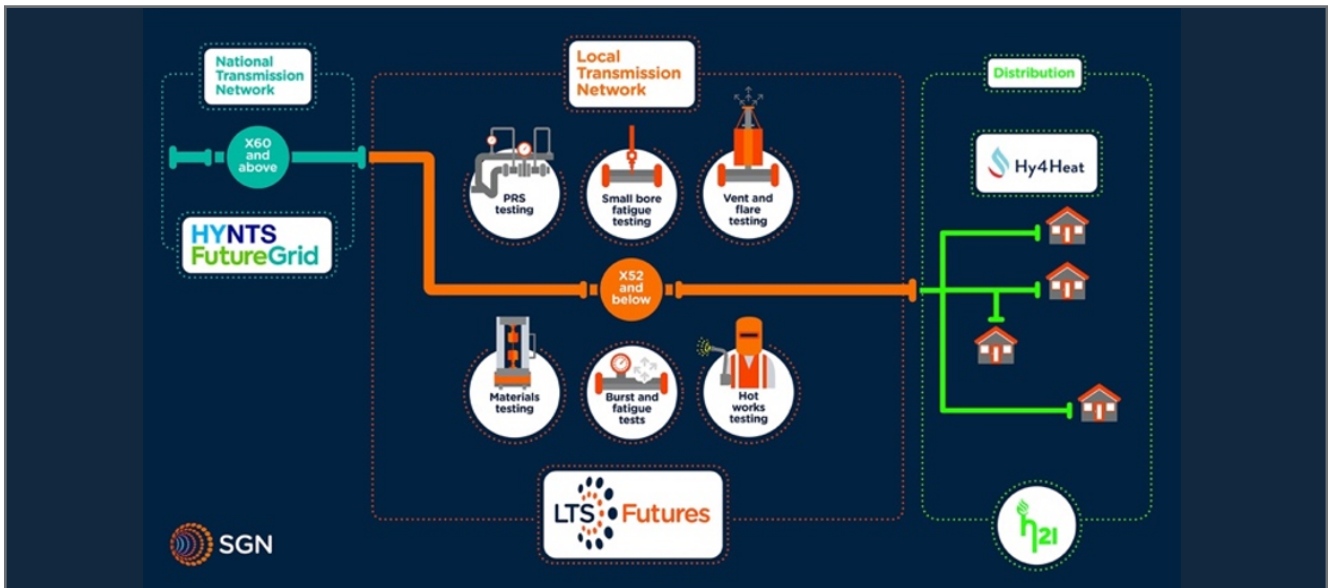 National
Transmission
Network
X60
and
above
HYNTS
FutureGrid
Local
Transmission
Network
PRS
testing
Small bore
fatigue
testing
Vent and
flare testing
X52
and
below
Materials
testing
Burst and
fatigue
tests
Hot
works
testing
LTS Futures
Distribution
Hy4Heat
h21
SGN